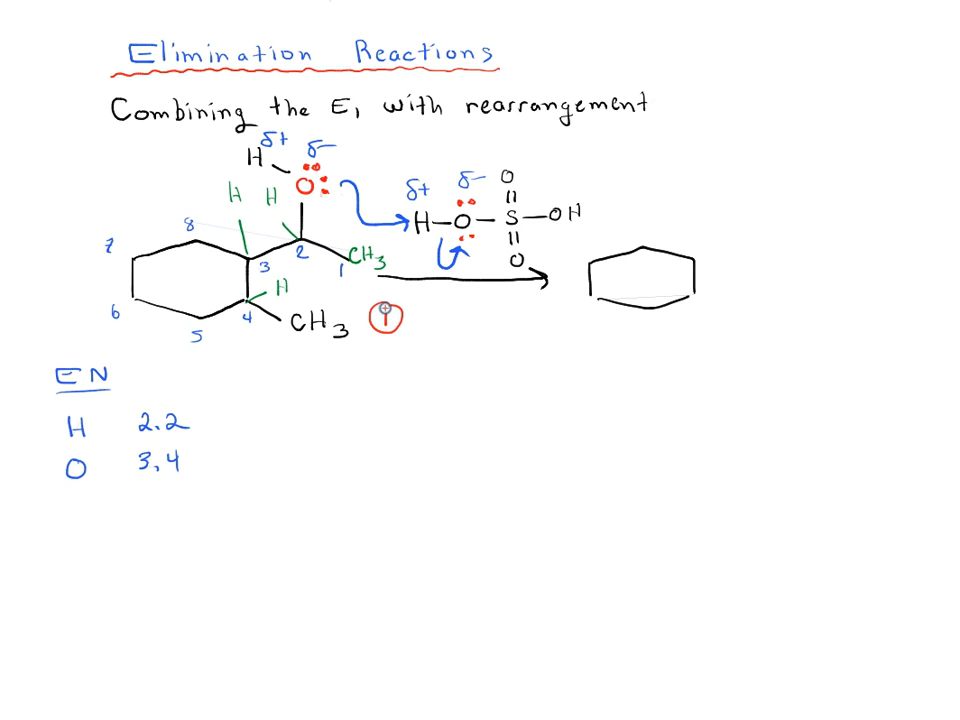 Elimination Reactions
Combining the E, with rearrangement
δ+ δ-
H
O
H H
δ+ δ- O
H-O-S-OH
O
8
7 3 2 1 CH3
H
6 4 CH3 1
5
EN
H 2.2
O 3,4